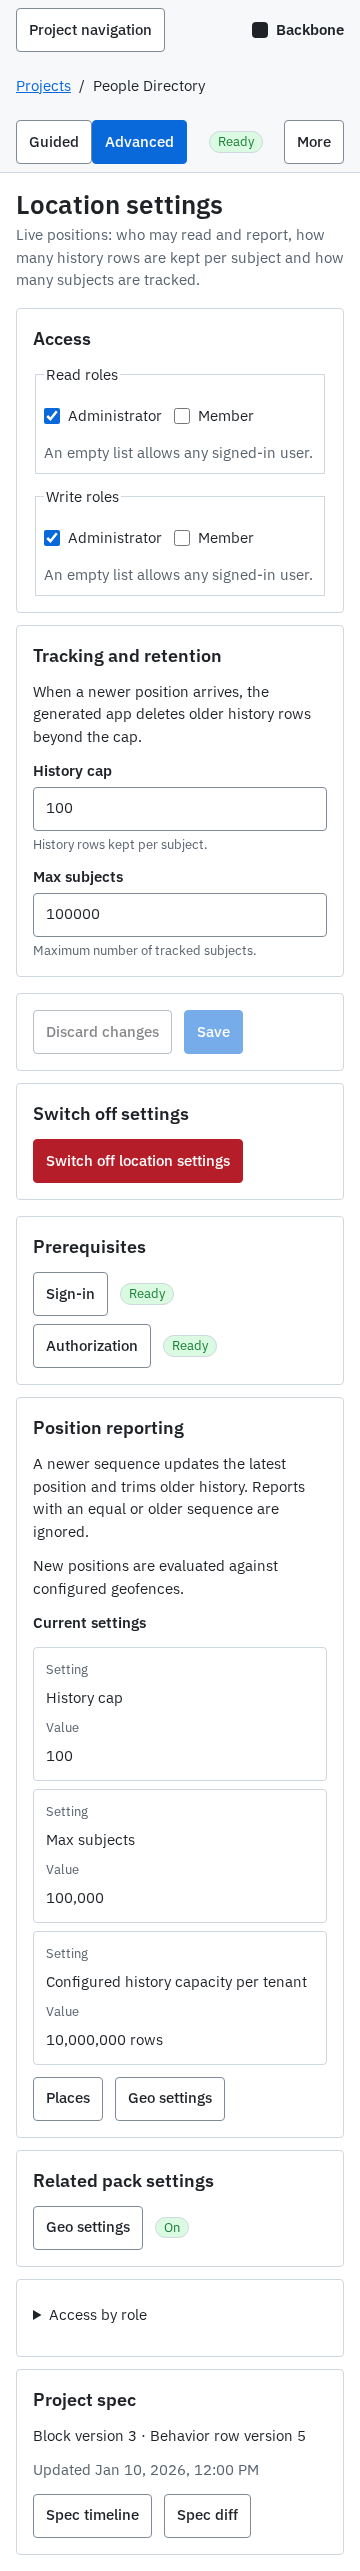 Project navigation
Backbone
Projects / People Directory
Guided
Advanced
Ready
More
Location settings
Live positions: who may read and report, how
many history rows are kept per subject and how
many subjects are tracked.
Access
Read roles
Administrator
Member
An empty list allows any signed-in user.
Write roles
Administrator
Member
An empty list allows any signed-in user.
Tracking and retention
When a newer position arrives, the
generated app deletes older history rows
beyond the cap.
History cap
100
History rows kept per subject.
Max subjects
100000
Maximum number of tracked subjects.
Discard changes
Save
Switch off settings
Switch off location settings
Prerequisites
Sign-in
Ready
Authorization
Ready
Position reporting
A newer sequence updates the latest
position and trims older history. Reports
with an equal or older sequence are
ignored.
New positions are evaluated against
configured geofences.
Current settings
Setting
History cap
Value
100
Setting
Max subjects
Value
100,000
Setting
Configured history capacity per tenant
Value
10,000,000 rows
Places
Geo settings
Related pack settings
Geo settings
On
Access by role
Project spec
Block version 3 · Behavior row version 5
Updated Jan 10, 2026, 12:00 PM
Spec timeline
Spec diff